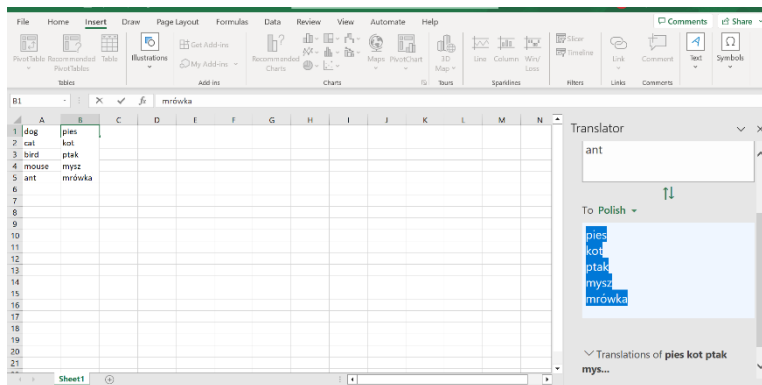 File Home Insert Draw Page Layout Formulas Data Review View Automate Help Comments Share
PivotTable Recommended PivotTables Table Illustrations Get Add-ins My Add-ins Recommended Charts Maps PivotChart 3D Map Line Column Win/Loss Slicer Timeline Link Comment Text Symbols
Tables Add ins Charts Tours Sparklines Filters Links Comments
B1 fx mrówka
A B C D E F G H I J K L M N
1 dog pies
2 cat kot
3 bird ptak
4 mouse mysz
5 ant mrówka
6
7
8
9
10
11
12
13
14
15
16
17
18
19
20
21
Sheet1
Translator
ant
To Polish
pies
kot
ptak
mysz
mrówka
Translations of pies kot ptak
mys...